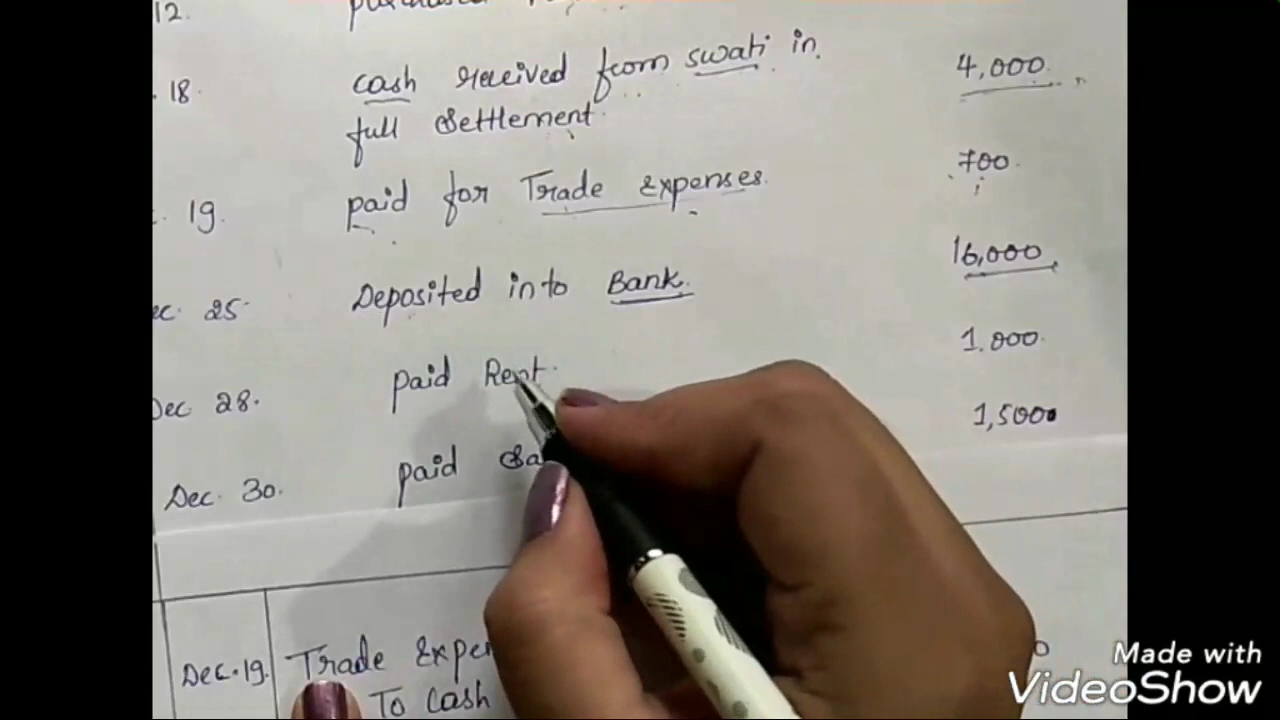 12.
18.
cash received from swati in
4,000
full settlement.
19.
paid for Trade Expenses.
700
25
Deposited into Bank.
16,000
Dec 28.
paid Rent.
1.000
Dec. 30.
paid
1,500
Dec. 19.
Trade
To cash
Made with
VideoShow